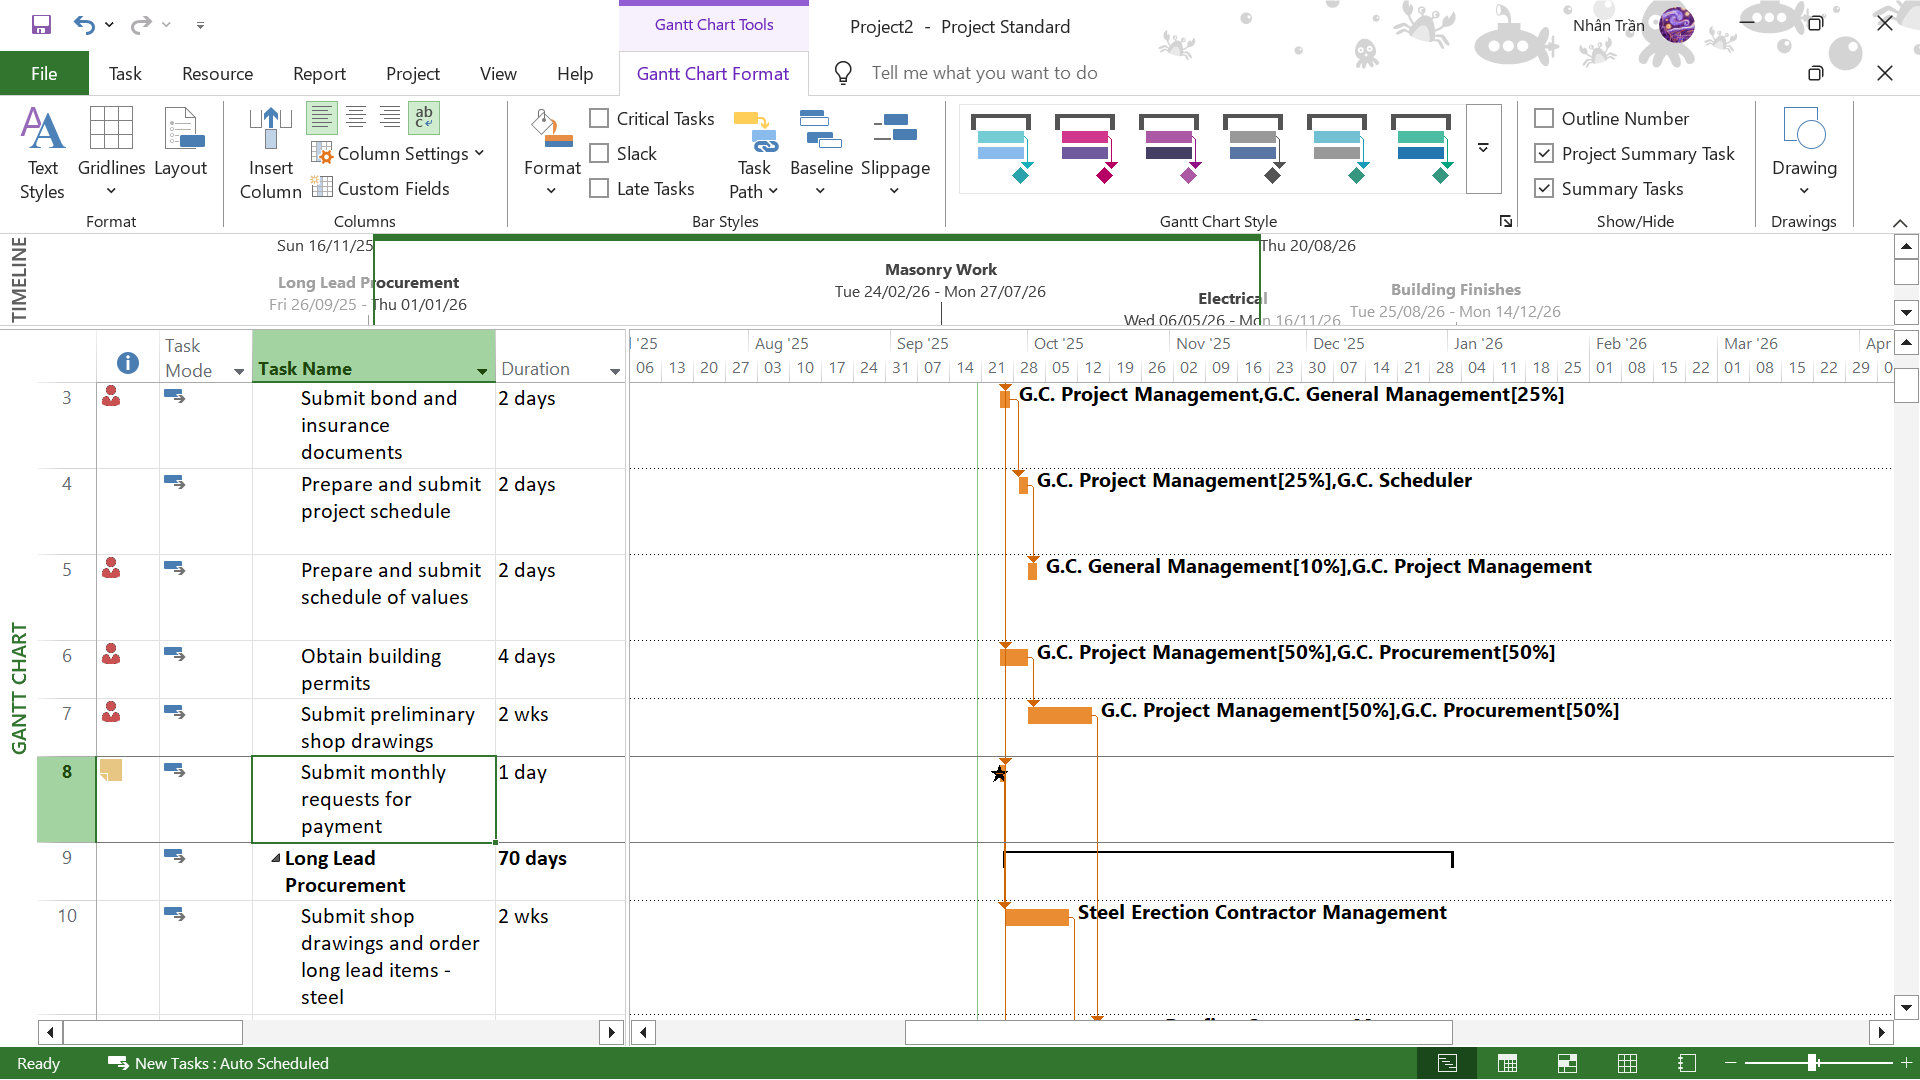 Gantt Chart Tools
Project2 - Project Standard
Nhân Trần
File Task Resource Report Project View Help Gantt Chart Format Tell me what you want to do
Text Styles
Gridlines
Layout
Format
Insert Column
ab
c
Column Settings
Custom Fields
Columns
Format
Critical Tasks
Slack
Late Tasks
Task Path
Baseline
Slippage
Bar Styles
Gantt Chart Style
Outline Number
Project Summary Task
Summary Tasks
Show/Hide
Drawing
Drawings
TIMELINE
Sun 16/11/25
Thu 20/08/26
Long Lead Procurement
Fri 26/09/25 - Thu 01/01/26
Masonry Work
Tue 24/02/26 - Mon 27/07/26
Electrical
Wed 06/05/26 - Mon 16/11/26
Building Finishes
Tue 25/08/26 - Mon 14/12/26
GANTT CHART
Task Mode Task Name Duration
'25 Aug '25 Sep '25 Oct '25 Nov '25 Dec '25 Jan '26 Feb '26 Mar '26 Apr
06 13 20 27 03 10 17 24 31 07 14 21 28 05 12 19 26 02 09 16 23 30 07 14 21 28 04 11 18 25 01 08 15 22 01 08 15 22 29 0
3 Submit bond and insurance documents 2 days G.C. Project Management,G.C. General Management[25%]
4 Prepare and submit project schedule 2 days G.C. Project Management[25%],G.C. Scheduler
5 Prepare and submit schedule of values 2 days G.C. General Management[10%],G.C. Project Management
6 Obtain building permits 4 days G.C. Project Management[50%],G.C. Procurement[50%]
7 Submit preliminary shop drawings 2 wks G.C. Project Management[50%],G.C. Procurement[50%]
8 Submit monthly requests for payment 1 day
9 Long Lead Procurement 70 days
10 Submit shop drawings and order long lead items - steel 2 wks Steel Erection Contractor Management
Ready New Tasks : Auto Scheduled